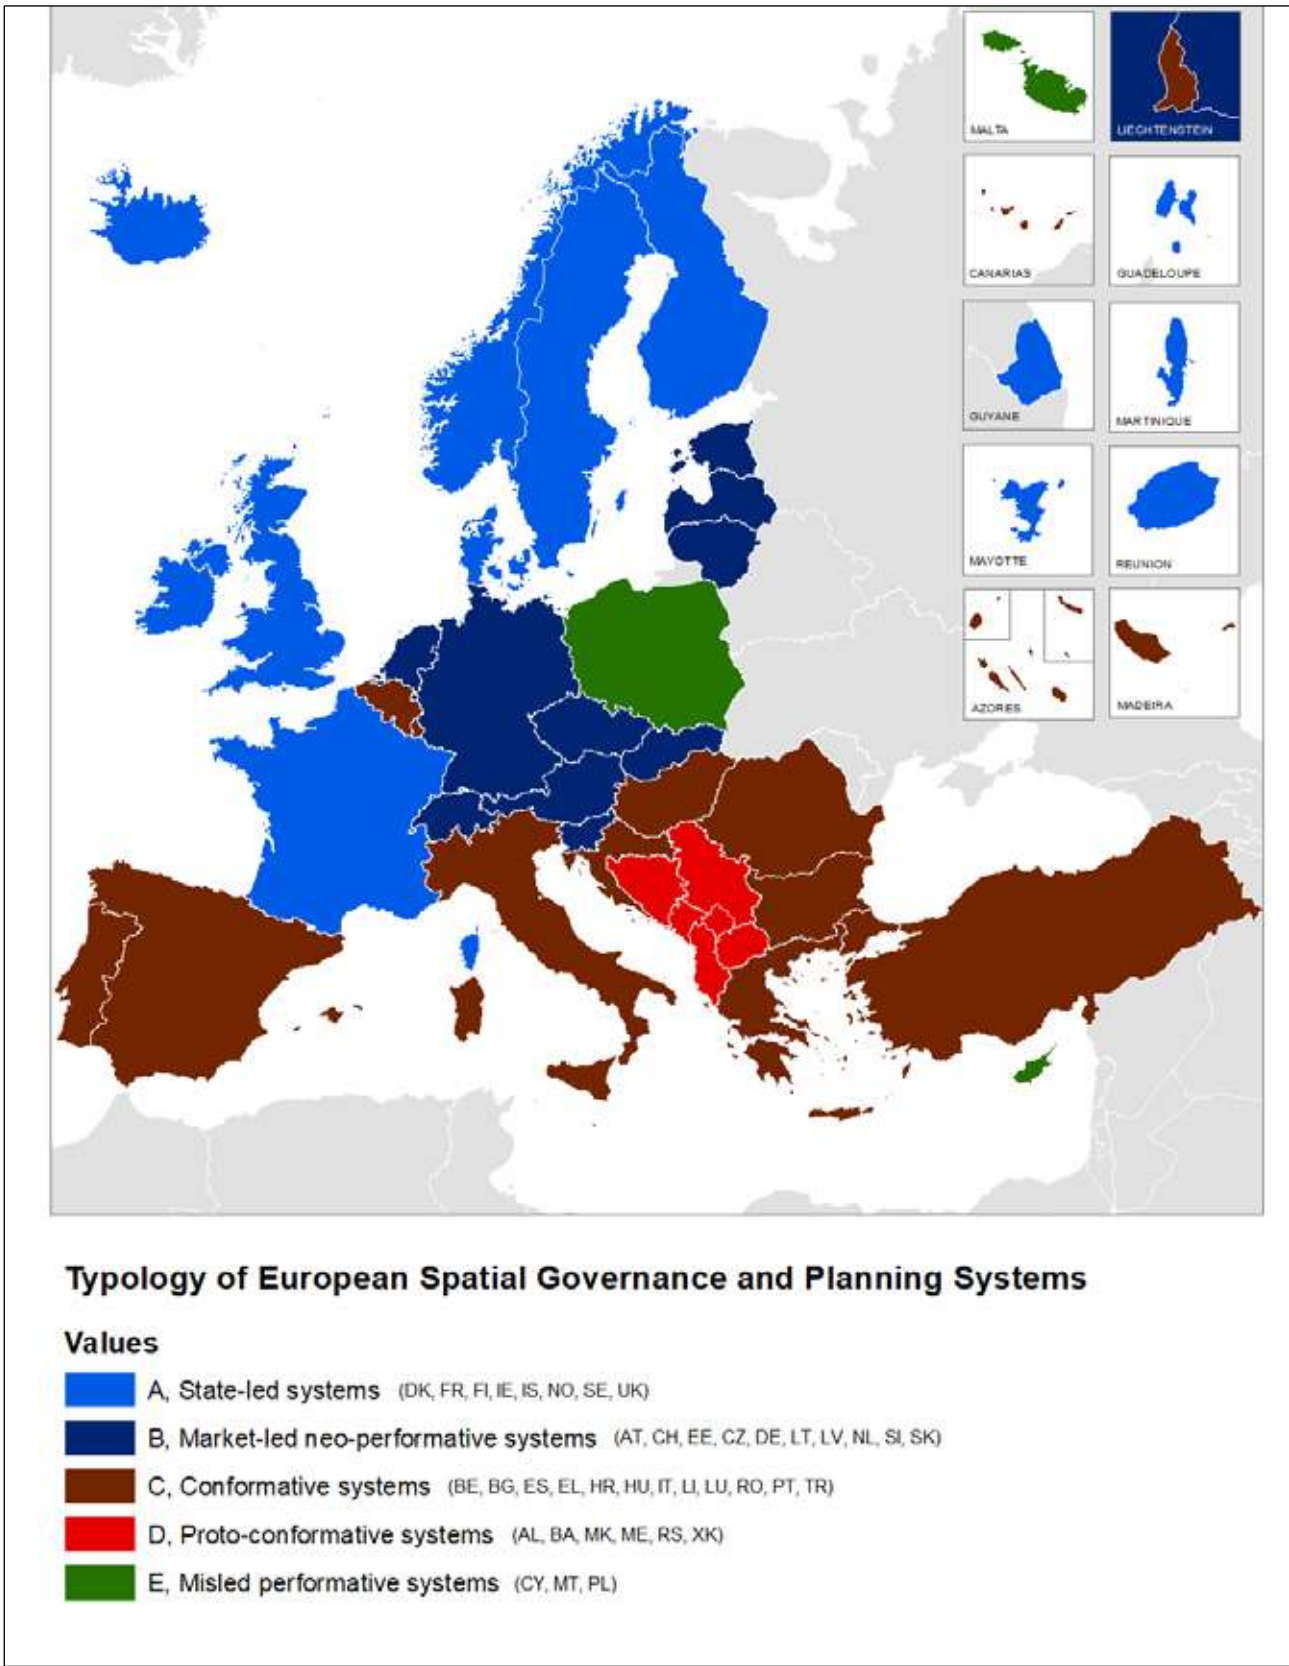 MALTA
LIECHTENSTEIN
CANARIAS
GUADELOUPE
GUYANE
MARTINIQUE
MAYOTTE
REUNION
AZORES
MADEIRA
Typology of European Spatial Governance and Planning Systems
Values
A, State-led systems (DK, FR, FI, IE, IS, NO, SE, UK)
B, Market-led neo-performative systems (AT, CH, EE, CZ, DE, LT, LV, NL, SI, SK)
C, Conformative systems (BE, BG, ES, EL, HR, HU, IT, LI, LU, RO, PT, TR)
D, Proto-conformative systems (AL, BA, MK, ME, RS, XK)
E, Misled performative systems (CY, MT, PL)